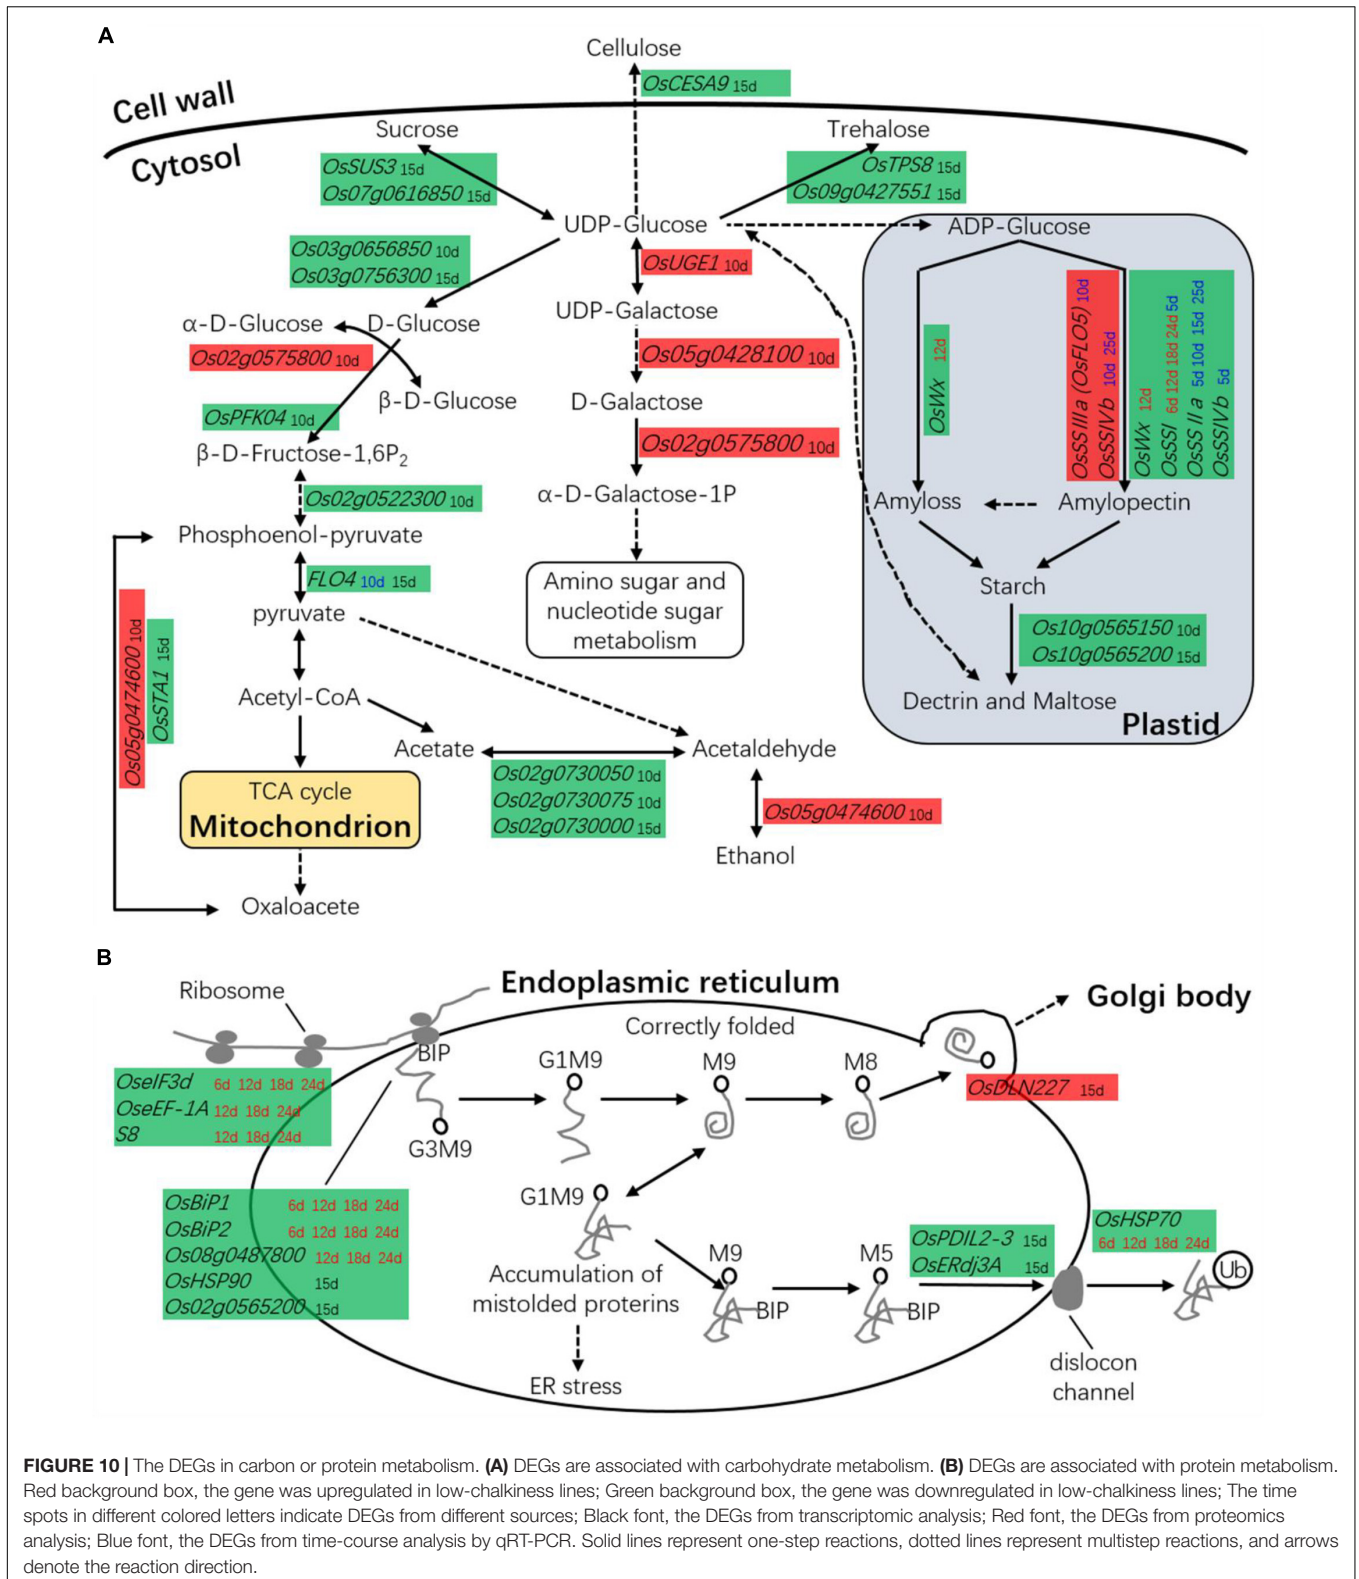 A
Cellulose
OsCESA9 15d
Cell wall
Cytosol
Sucrose
Trehalose
OsSUS3 15d
Os07g0616850 15d
OsTPS8 15d
Os09g0427551 15d
UDP-Glucose
ADP-Glucose
Os03g0656850 10d
Os03g0756300 15d
OsUGE1 10d
UDP-Galactose
α-D-Glucose
D-Glucose
Os02g0575800 10d
Os05g0428100 10d
β-D-Glucose
D-Galactose
OsPFK04 10d
Os02g0575800 10d
β-D-Fructose-1,6P2
Os02g0522300 10d
α-D-Galactose-1P
OsWx 12d
OsSSIIIa (OsFLO5) 10d
OsSSIVb 10d 25d
OsWx 12d
OsSSI 6d 12d 18d 24d 5d
OsSSIIa 5d 10d 15d 25d
OsSSIVb 5d
Amyloss
Amylopectin
Phosphoenol-pyruvate
FLO4 10d 15d
pyruvate
Amino sugar and
nucleotide sugar
metabolism
Starch
Os10g0565150 10d
Os10g0565200 15d
Dectrin and Maltose
Plastid
Os05g0474600 10d
OsSTA1 15d
Acetyl-CoA
Acetate
Acetaldehyde
Os02g0730050 10d
Os02g0730075 10d
Os02g0730000 15d
TCA cycle
Mitochondrion
Os05g0474600 10d
Ethanol
Oxaloacete
B
Ribosome
Endoplasmic reticulum
Golgi body
Correctly folded
BIP
G1M9
M9
M8
OseIF3d 6d 12d 18d 24d
OseEF-1A 12d 18d 24d
S8 12d 18d 24d
OsDLN227 15d
G3M9
OsBiP1 6d 12d 18d 24d
OsBiP2 6d 12d 18d 24d
Os08g0487800 12d 18d 24d
OsHSP90 15d
Os02g0565200 15d
G1M9
Accumulation of
mistolded proterins
ER stress
M9
BIP
M5
BIP
OsPDIL2-3 15d
OsERdj3A 15d
OsHSP70
6d 12d 18d 24d
Ub
dislocon
channel
FIGURE 10 | The DEGs in carbon or protein metabolism. (A) DEGs are associated with carbohydrate metabolism. (B) DEGs are associated with protein metabolism.
Red background box, the gene was upregulated in low-chalkiness lines; Green background box, the gene was downregulated in low-chalkiness lines; The time
spots in different colored letters indicate DEGs from different sources; Black font, the DEGs from transcriptomic analysis; Red font, the DEGs from proteomics
analysis; Blue font, the DEGs from time-course analysis by qRT-PCR. Solid lines represent one-step reactions, dotted lines represent multistep reactions, and arrows
denote the reaction direction.